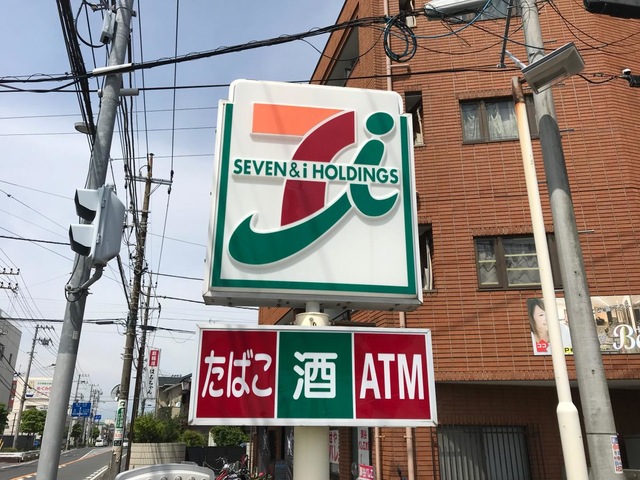 SEVEN & i HOLDINGS
たばこ 酒 ATM